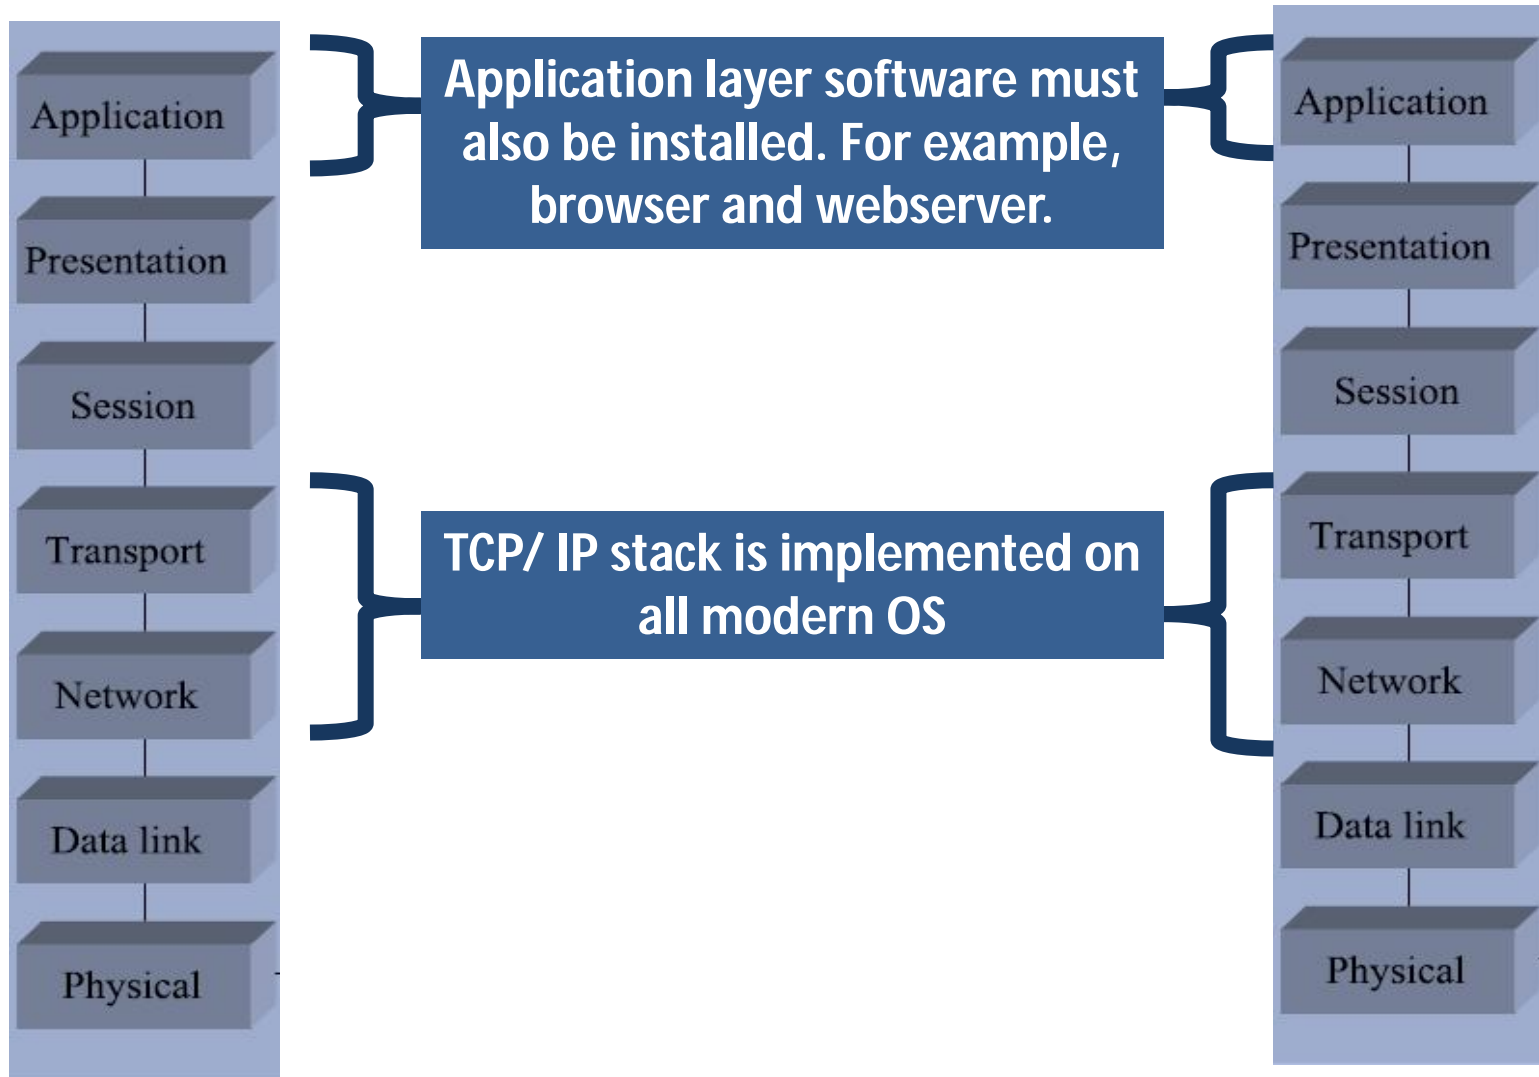 Application
Presentation
Session
Transport
Network
Data link
Physical
Application layer software must
also be installed. For example,
browser and webserver.
TCP/ IP stack is implemented on
all modern OS
Application
Presentation
Session
Transport
Network
Data link
Physical